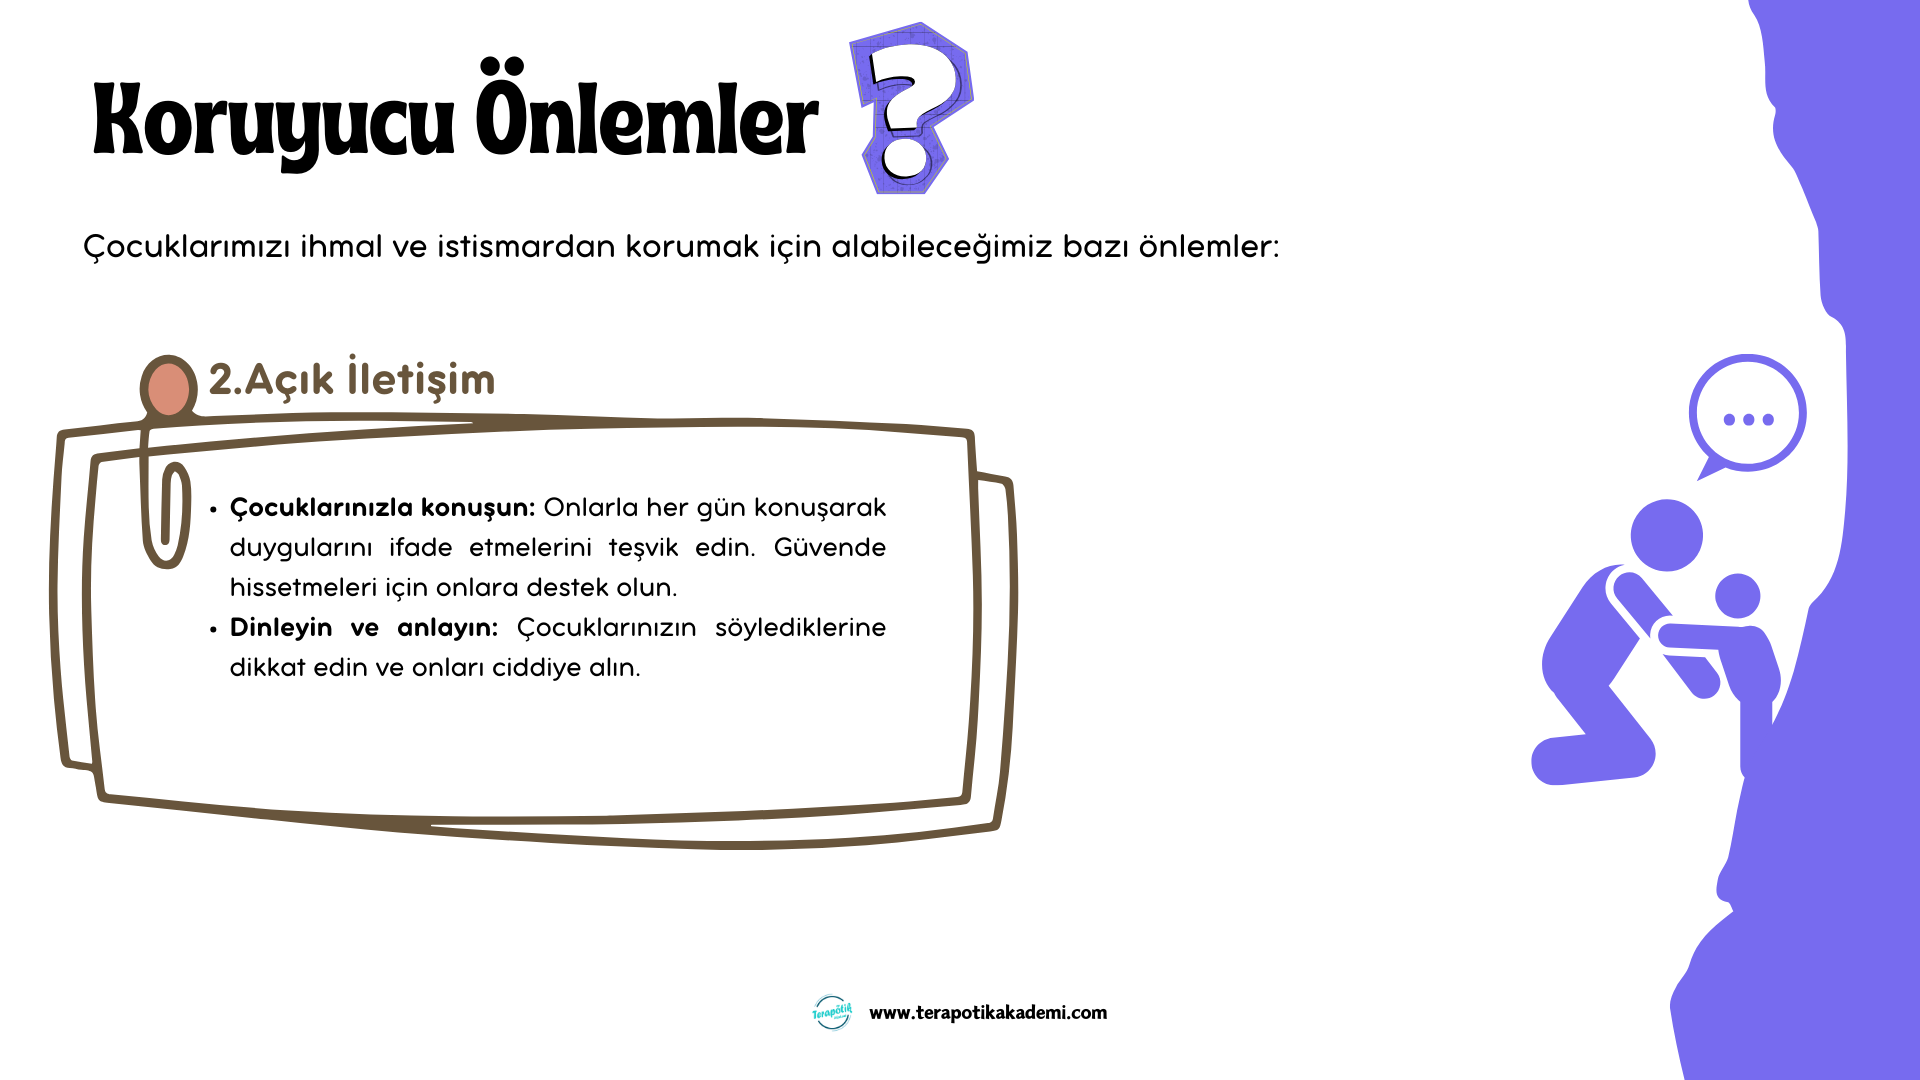 Koruyucu Önlemler ?
Çocuklarımızı ihmal ve istismardan korumak için alabileceğimiz bazı önlemler:
2.Açık İletişim
• Çocuklarınızla konuşun: Onlarla her gün konuşarak
duygularını ifade etmelerini teşvik edin. Güvende
hissetmeleri için onlara destek olun.
• Dinleyin ve anlayın: Çocuklarınızın söylediklerine
dikkat edin ve onları ciddiye alın.
Terapötik
www.terapotikakademi.com